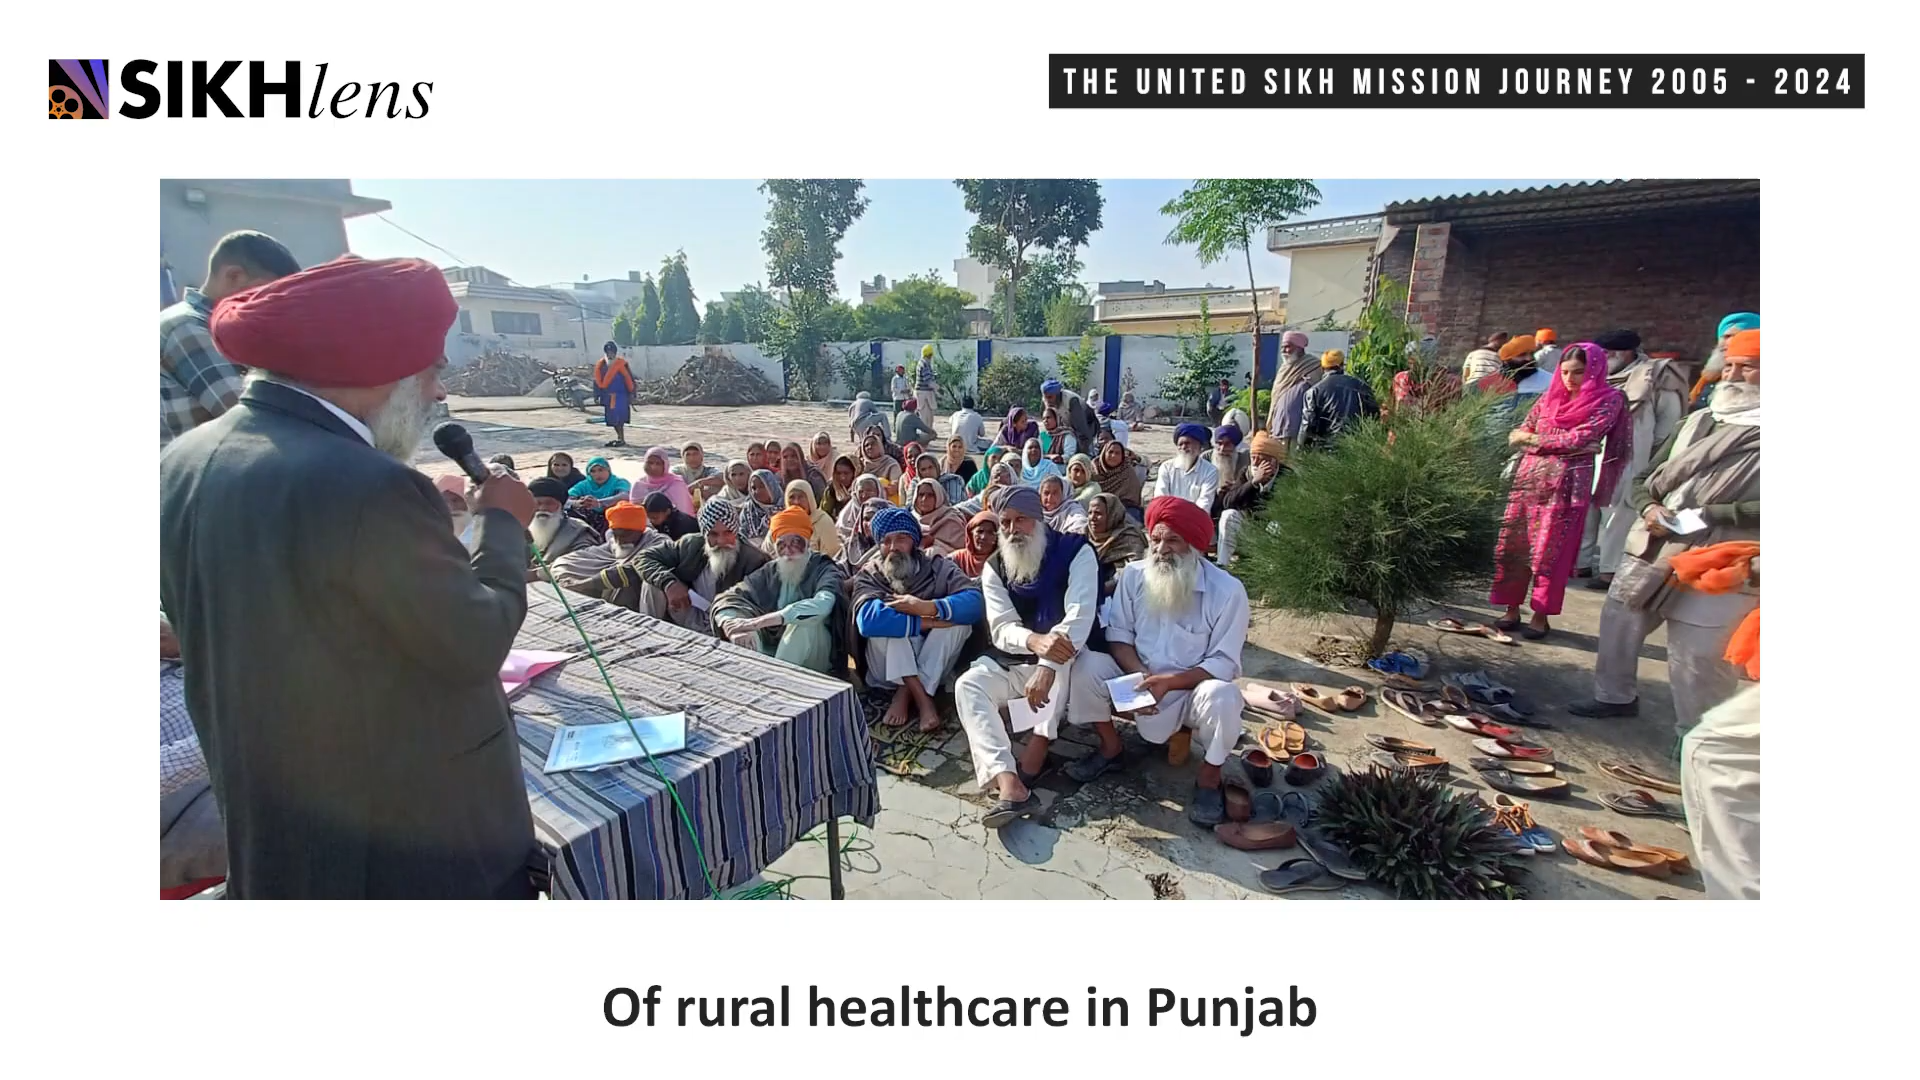 SIKHlens
THE UNITED SIKH MISSION JOURNEY 2005 - 2024
Of rural healthcare in Punjab